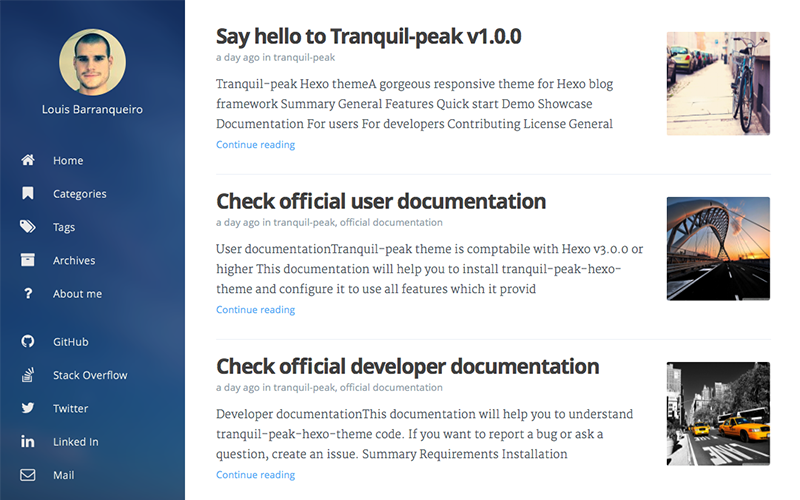 Louis Barranqueiro
Home
Categories
Tags
Archives
About me
GitHub
Stack Overflow
Twitter
Linked In
Mail
Say hello to Tranquil-peak v1.0.0
a day ago in tranquil-peak
Tranquil-peak Hexo themeA gorgeous responsive theme for Hexo blog
framework Summary General Features Quick start Demo Showcase
Documentation For users For developers Contributing License General
Continue reading
Check official user documentation
a day ago in tranquil-peak, official documentation
User documentationTranquil-peak theme is comptabile with Hexo v3.0.0 or
higher This documentation will help you to install tranquil-peak-hexo-
theme and configure it to use all features which it provid
Continue reading
Check official developer documentation
a day ago in tranquil-peak, official documentation
Developer documentationThis documentation will help you to understand
tranquil-peak-hexo-theme code. If you want to report a bug or ask a
question, create an issue. Summary Requirements Installation
Continue reading